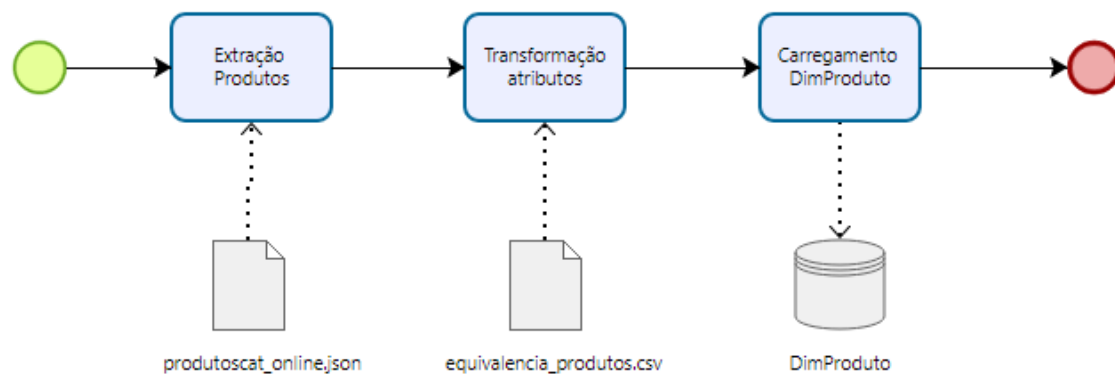 Extração
Produtos
Transformação
atributos
Carregamento
DimProduto
produtoscat_online.json
equivalencia_produtos.csv
DimProduto